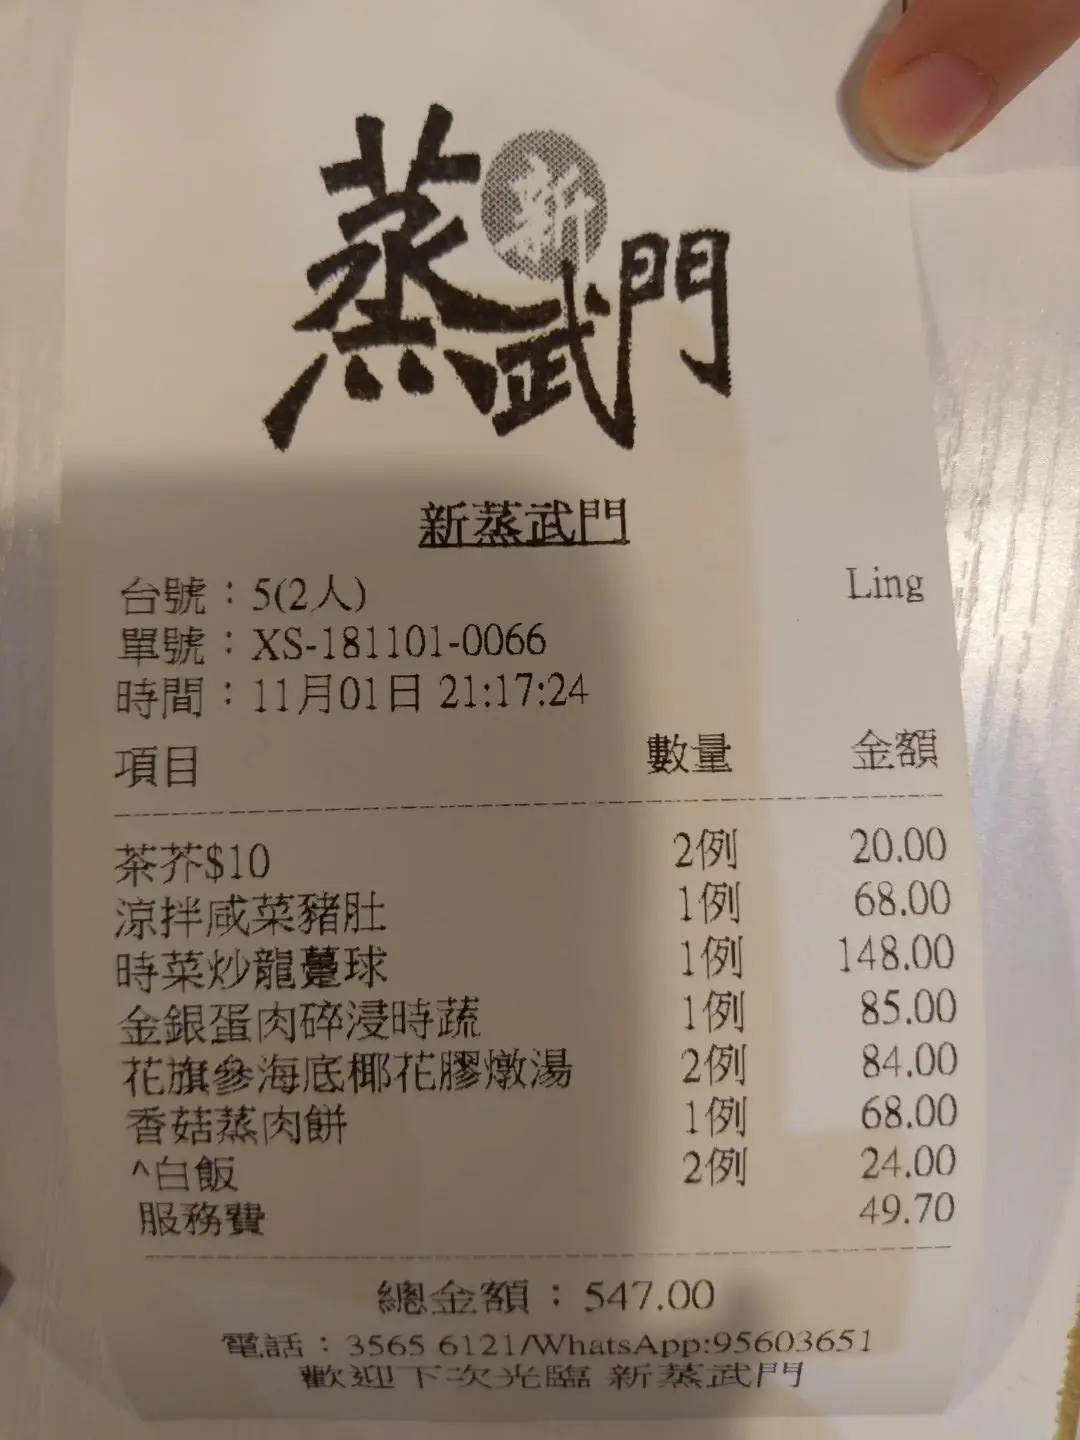 蒸新武門
新蒸武門
台號：5(2人) Ling
單號：XS-181101-0066
時間：11月01日 21:17:24
項目 數量 金額
茶芥$10 2例 20.00
涼拌咸菜豬肚 1例 68.00
時菜炒龍躉球 1例 148.00
金銀蛋肉碎浸時蔬 1例 85.00
花旗參海底椰花膠燉湯 2例 84.00
香菇蒸肉餅 1例 68.00
^白飯 2例 24.00
服務費 49.70
總金額：547.00
電話：3565 6121/WhatsApp:95603651
歡迎下次光臨 新蒸武門